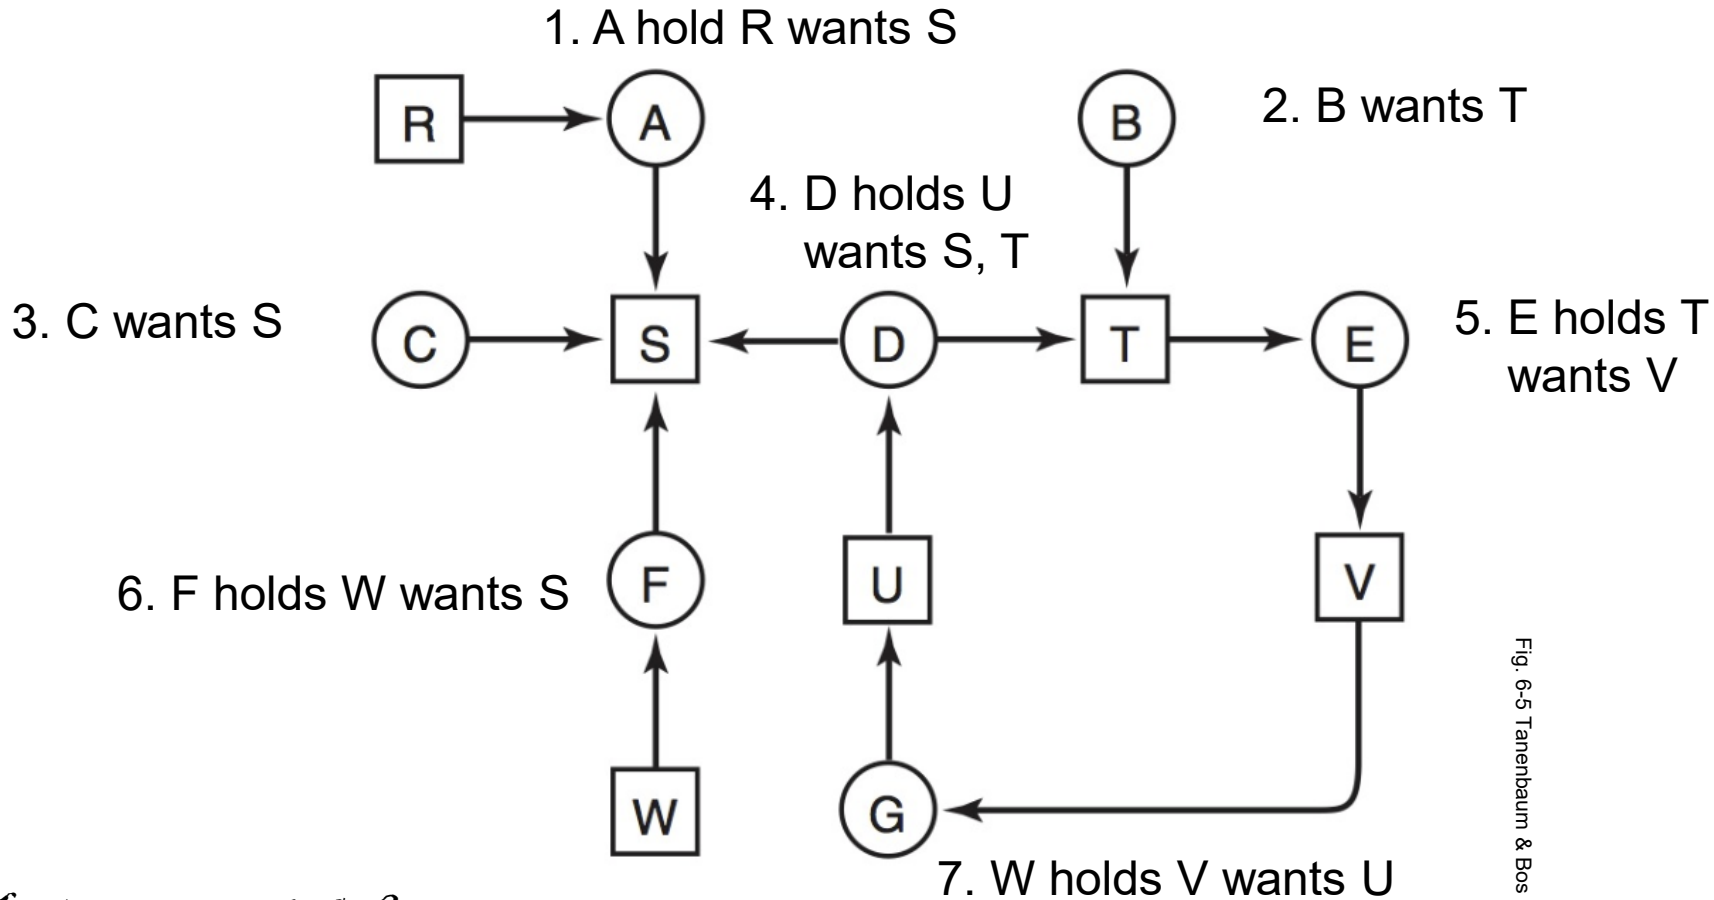 1. A hold R wants S
R
A
B
2. B wants T
4. D holds U
wants S, T
3. C wants S
C
S
D
T
E
5. E holds T
wants V
6. F holds W wants S
F
U
V
W
G
7. W holds V wants U
Fig. 6-5 Tanenbaum & Bos